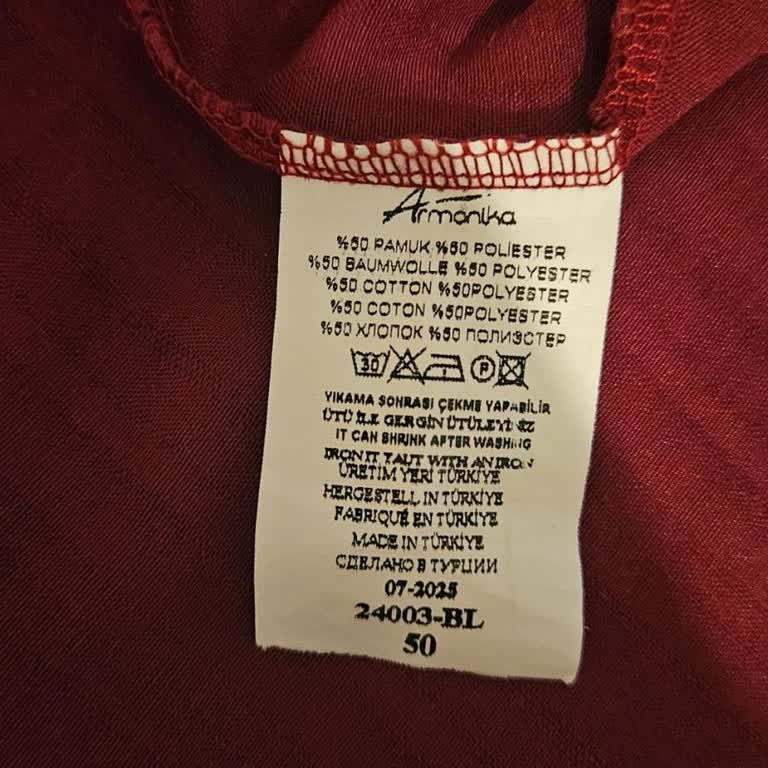 Armonika
%50 PAMUK %50 POLİESTER
%50 BAUMWOLLE %50 POLYESTER
%50 COTTON %50POLYESTER
%50 COTON %50POLYESTER
%50 ХЛОПОК %50 ПОЛИЭСТЕР
30 P
YIKAMA SONRASI ÇEKME YAPABİLİR
ÜTÜ İLE GERGİN ÜTÜLEYİNİZ
IT CAN SHRINK AFTER WASHING
IRON IT TAUT WITH AN IRON
ÜRETİM YERİ TÜRKİYE
HERGESTELL IN TÜRKİYE
FABRIQUÉ EN TÜRKİYE
MADE IN TÜRKİYE
СДЕЛАНО В ТУРЦИИ
07-2025
24003-BL
50